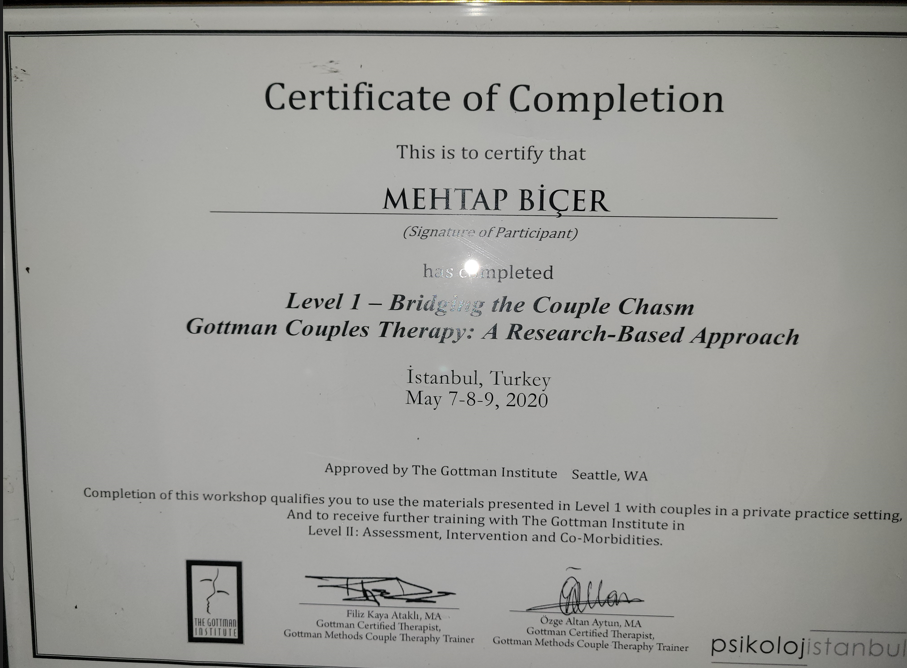 Certificate of Completion
This is to certify that
MEHTAP BİÇER
(Signature of Participant)
has completed
Level 1 – Bridging the Couple Chasm
Gottman Couples Therapy: A Research-Based Approach
İstanbul, Turkey
May 7-8-9, 2020
Approved by The Gottman Institute Seattle, WA
Completion of this workshop qualifies you to use the materials presented in Level 1 with couples in a private practice setting,
And to receive further training with The Gottman Institute in
Level II: Assessment, Intervention and Co-Morbidities.
THE GOTTMAN
INSTITUTE
Filiz Kaya Ataklı, MA
Gottman Certified Therapist,
Gottman Methods Couple Theraphy Trainer
Özge Altan Aytun, MA
Gottman Certified Therapist,
Gottman Methods Couple Theraphy Trainer
psikolojistanbul